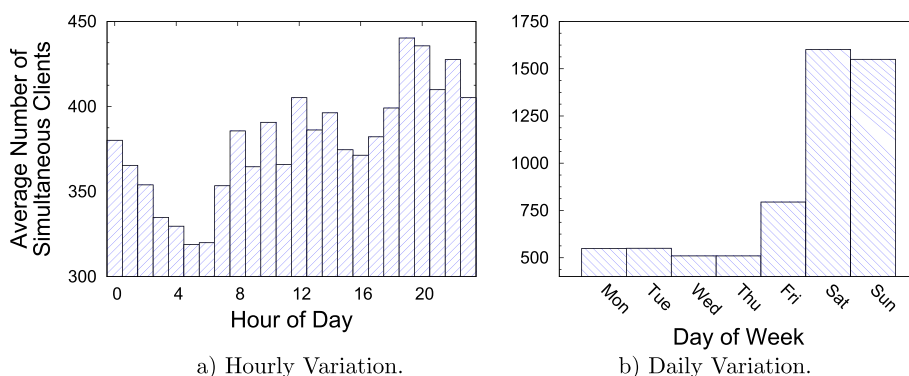 Average Number of
Simultaneous Clients
450
400
350
300
0 4 8 12 16 20
Hour of Day
a) Hourly Variation.
1750
1500
1250
1000
750
500
Mon Tue Wed Thu Fri Sat Sun
Day of Week
b) Daily Variation.